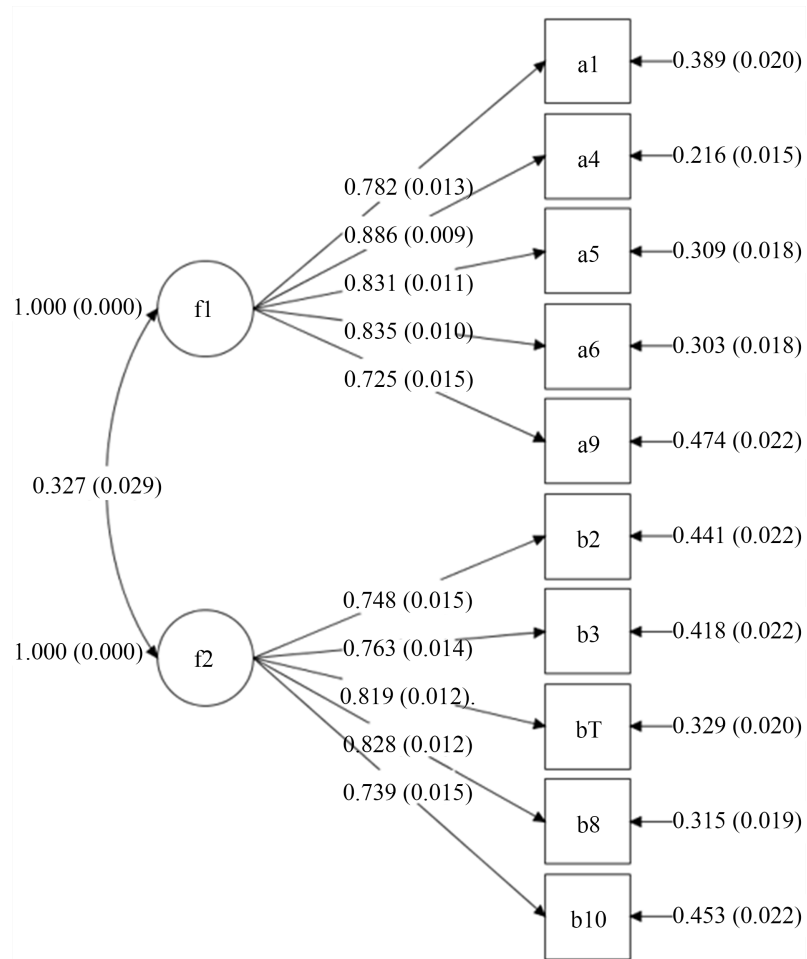 a1
0.389 (0.020)
a4
0.216 (0.015)
0.782 (0.013)
0.886 (0.009)
a5
0.309 (0.018)
0.831 (0.011)
1.000 (0.000)
f1
0.835 (0.010)
a6
0.303 (0.018)
0.725 (0.015)
a9
0.474 (0.022)
0.327 (0.029)
b2
0.441 (0.022)
0.748 (0.015)
b3
0.418 (0.022)
0.763 (0.014)
1.000 (0.000)
f2
0.819 (0.012).
bT
0.329 (0.020)
0.828 (0.012)
0.739 (0.015)
b8
0.315 (0.019)
b10
0.453 (0.022)